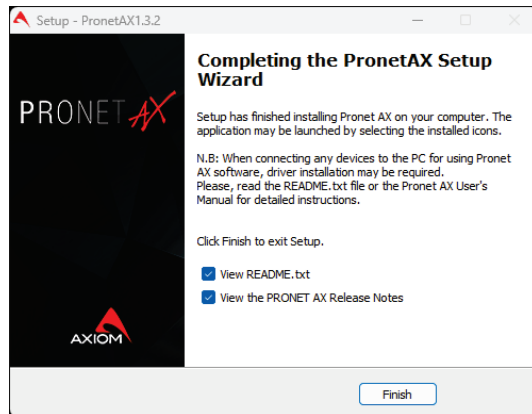 Setup - PronetAX1.3.2
PRONET AX
Completing the PronetAX Setup
Wizard
Setup has finished installing Pronet AX on your computer. The
application may be launched by selecting the installed icons.
N.B: When connecting any devices to the PC for using Pronet
AX software, driver installation may be required.
Please, read the README.txt file or the Pronet AX User's
Manual for detailed instructions.
Click Finish to exit Setup.
View README.txt
View the PRONET AX Release Notes
AXIOM
Finish